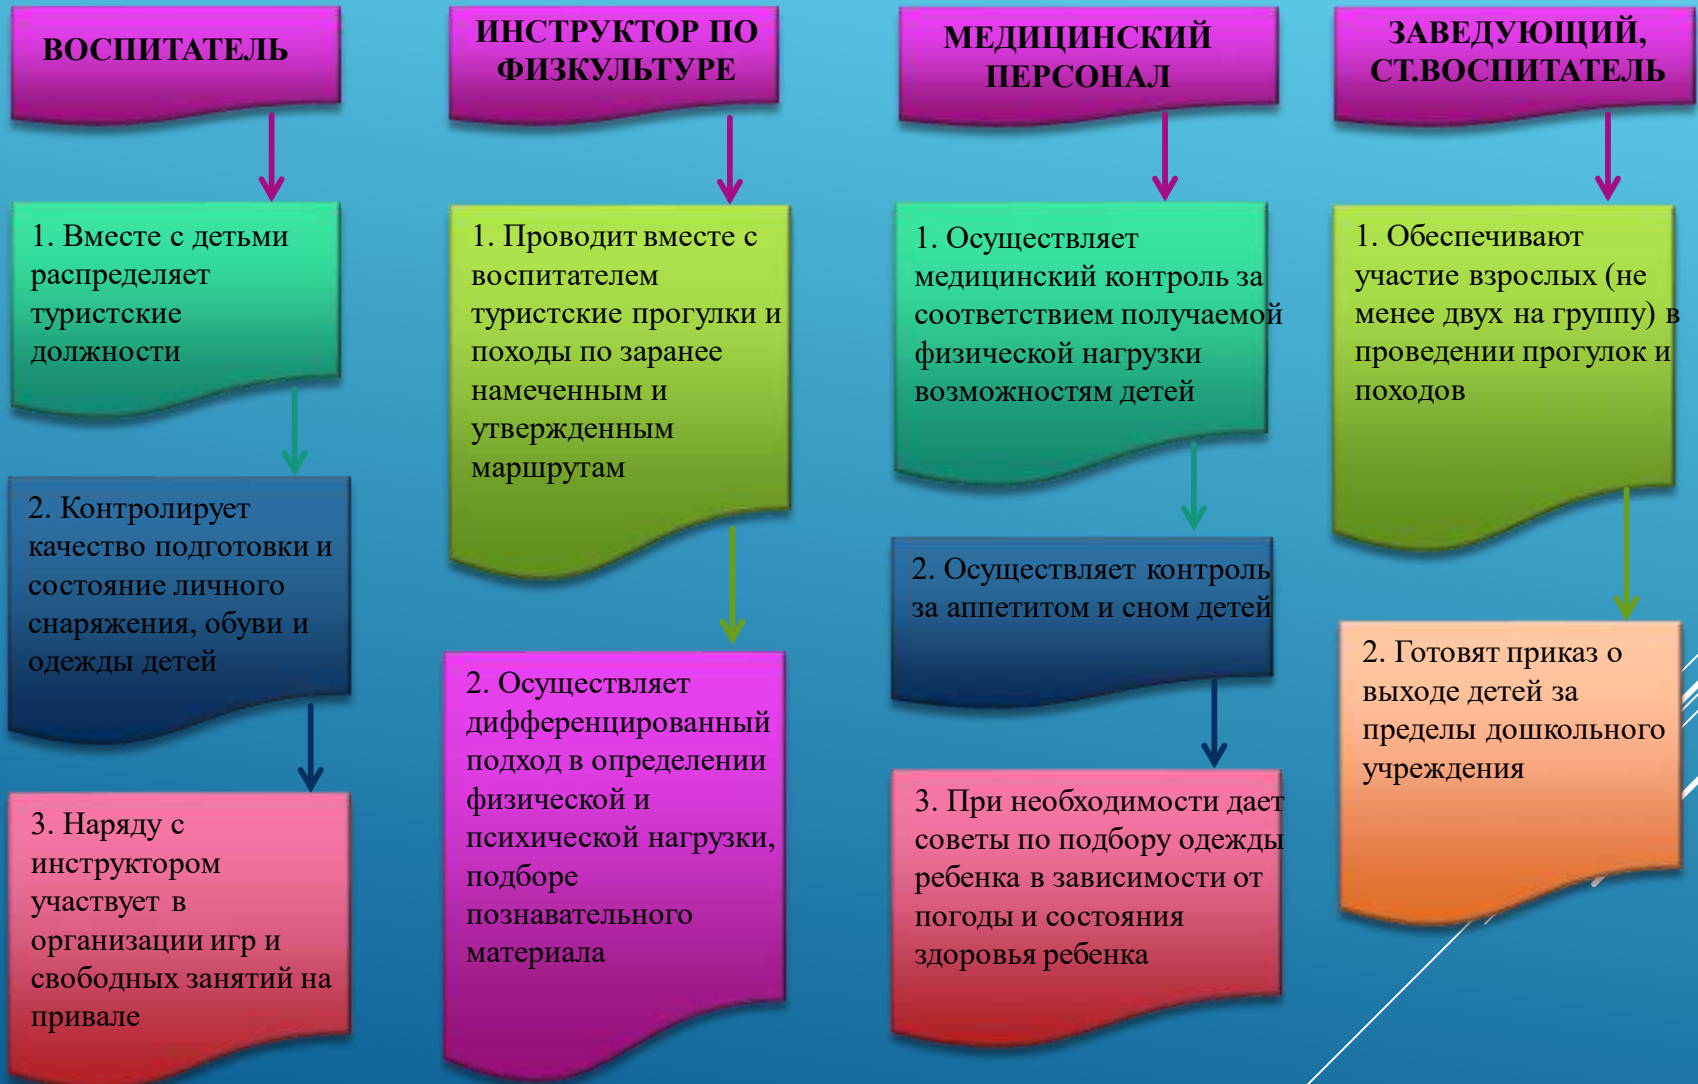 ВОСПИТАТЕЛЬ
1. Вместе с детьми
распределяет
туристские
должности
2. Контролирует
качество подготовки и
состояние личного
снаряжения, обуви и
одежды детей
3. Наряду с
инструктором
участвует в
организации игр и
свободных занятий на
привале
ИНСТРУКТОР ПО
ФИЗКУЛЬТУРЕ
1. Проводит вместе с
воспитателем
туристские прогулки и
походы по заранее
намеченным и
утвержденным
маршрутам
2. Осуществляет
дифференцированный
подход в определении
физической и
психической нагрузки,
подборе
познавательного
материала
МЕДИЦИНСКИЙ
ПЕРСОНАЛ
1. Осуществляет
медицинский контроль за
соответствием получаемой
физической нагрузки
возможностям детей
2. Осуществляет контроль
за аппетитом и сном детей
3. При необходимости дает
советы по подбору одежды
ребенка в зависимости от
погоды и состояния
здоровья ребенка
ЗАВЕДУЮЩИЙ,
СТ.ВОСПИТАТЕЛЬ
1. Обеспечивают
участие взрослых (не
менее двух на группу) в
проведении прогулок и
походов
2. Готовят приказ о
выходе детей за
пределы дошкольного
учреждения